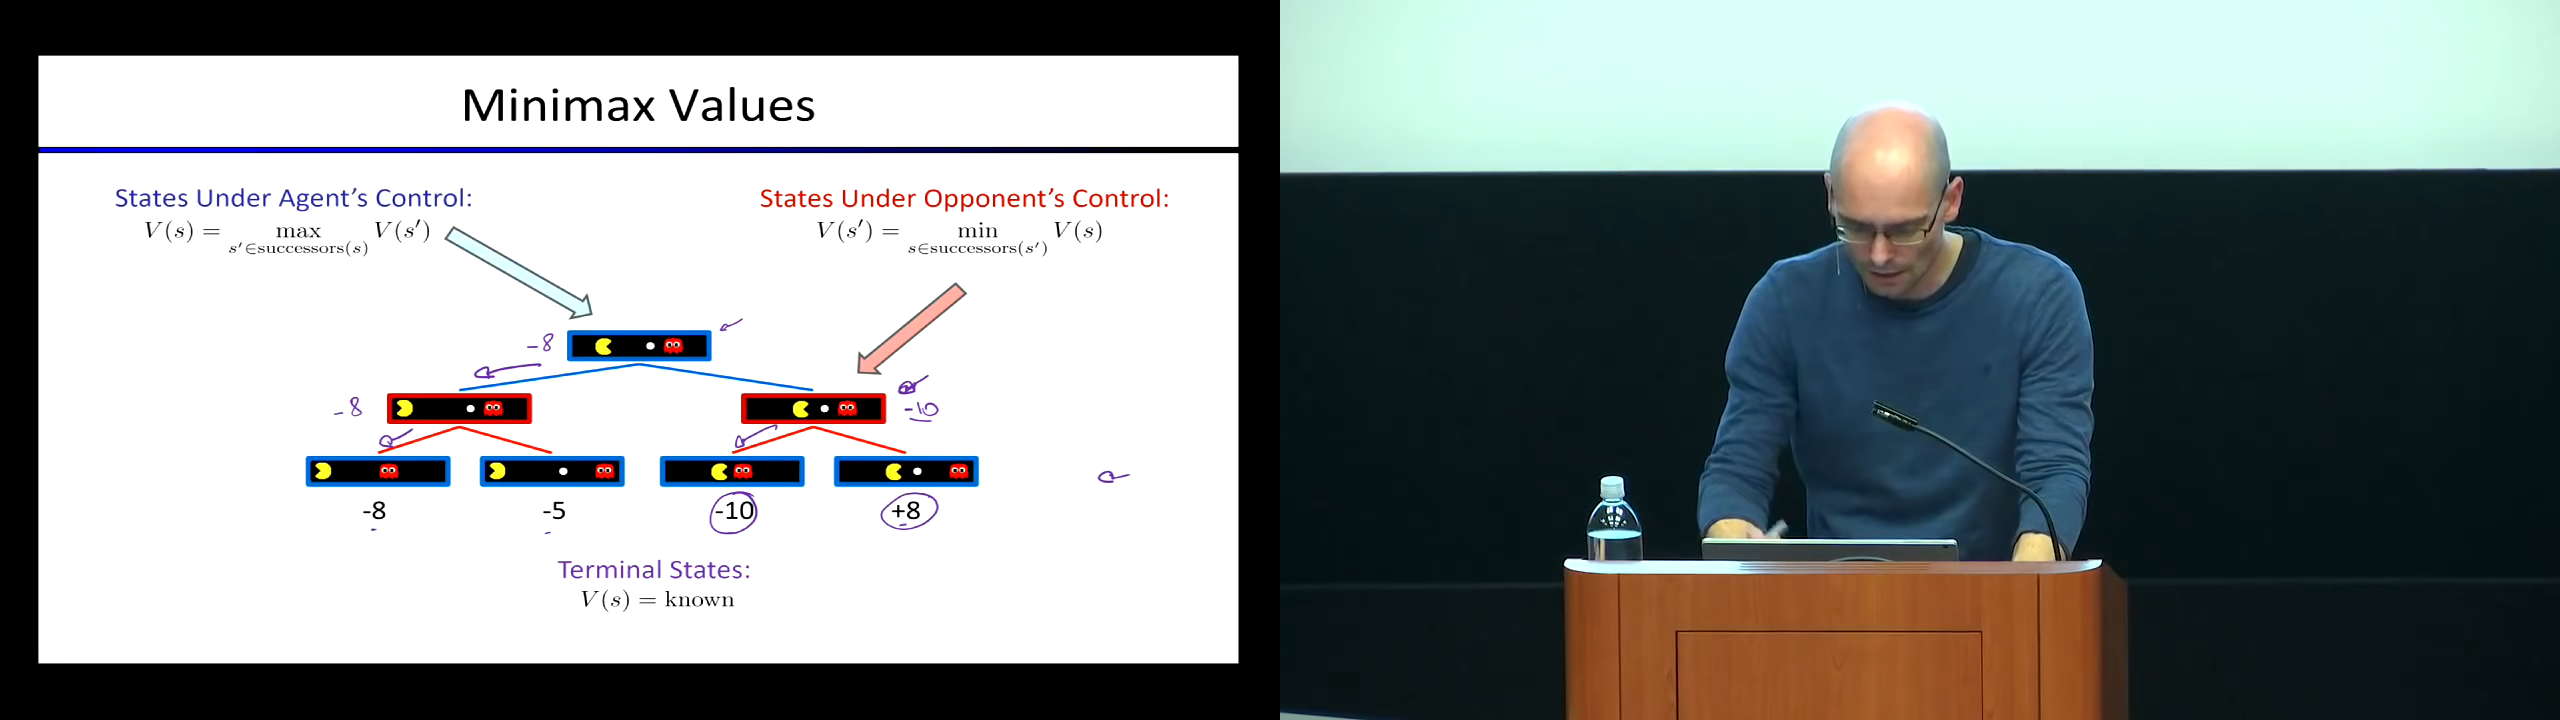 Minimax Values
States Under Agent's Control:
V(s) = max V(s′)
s′∈successors(s)
States Under Opponent's Control:
V(s′) = min V(s)
s∈successors(s′)
-8
-8
-10
-8 -5 -10 +8
Terminal States:
V(s) = known